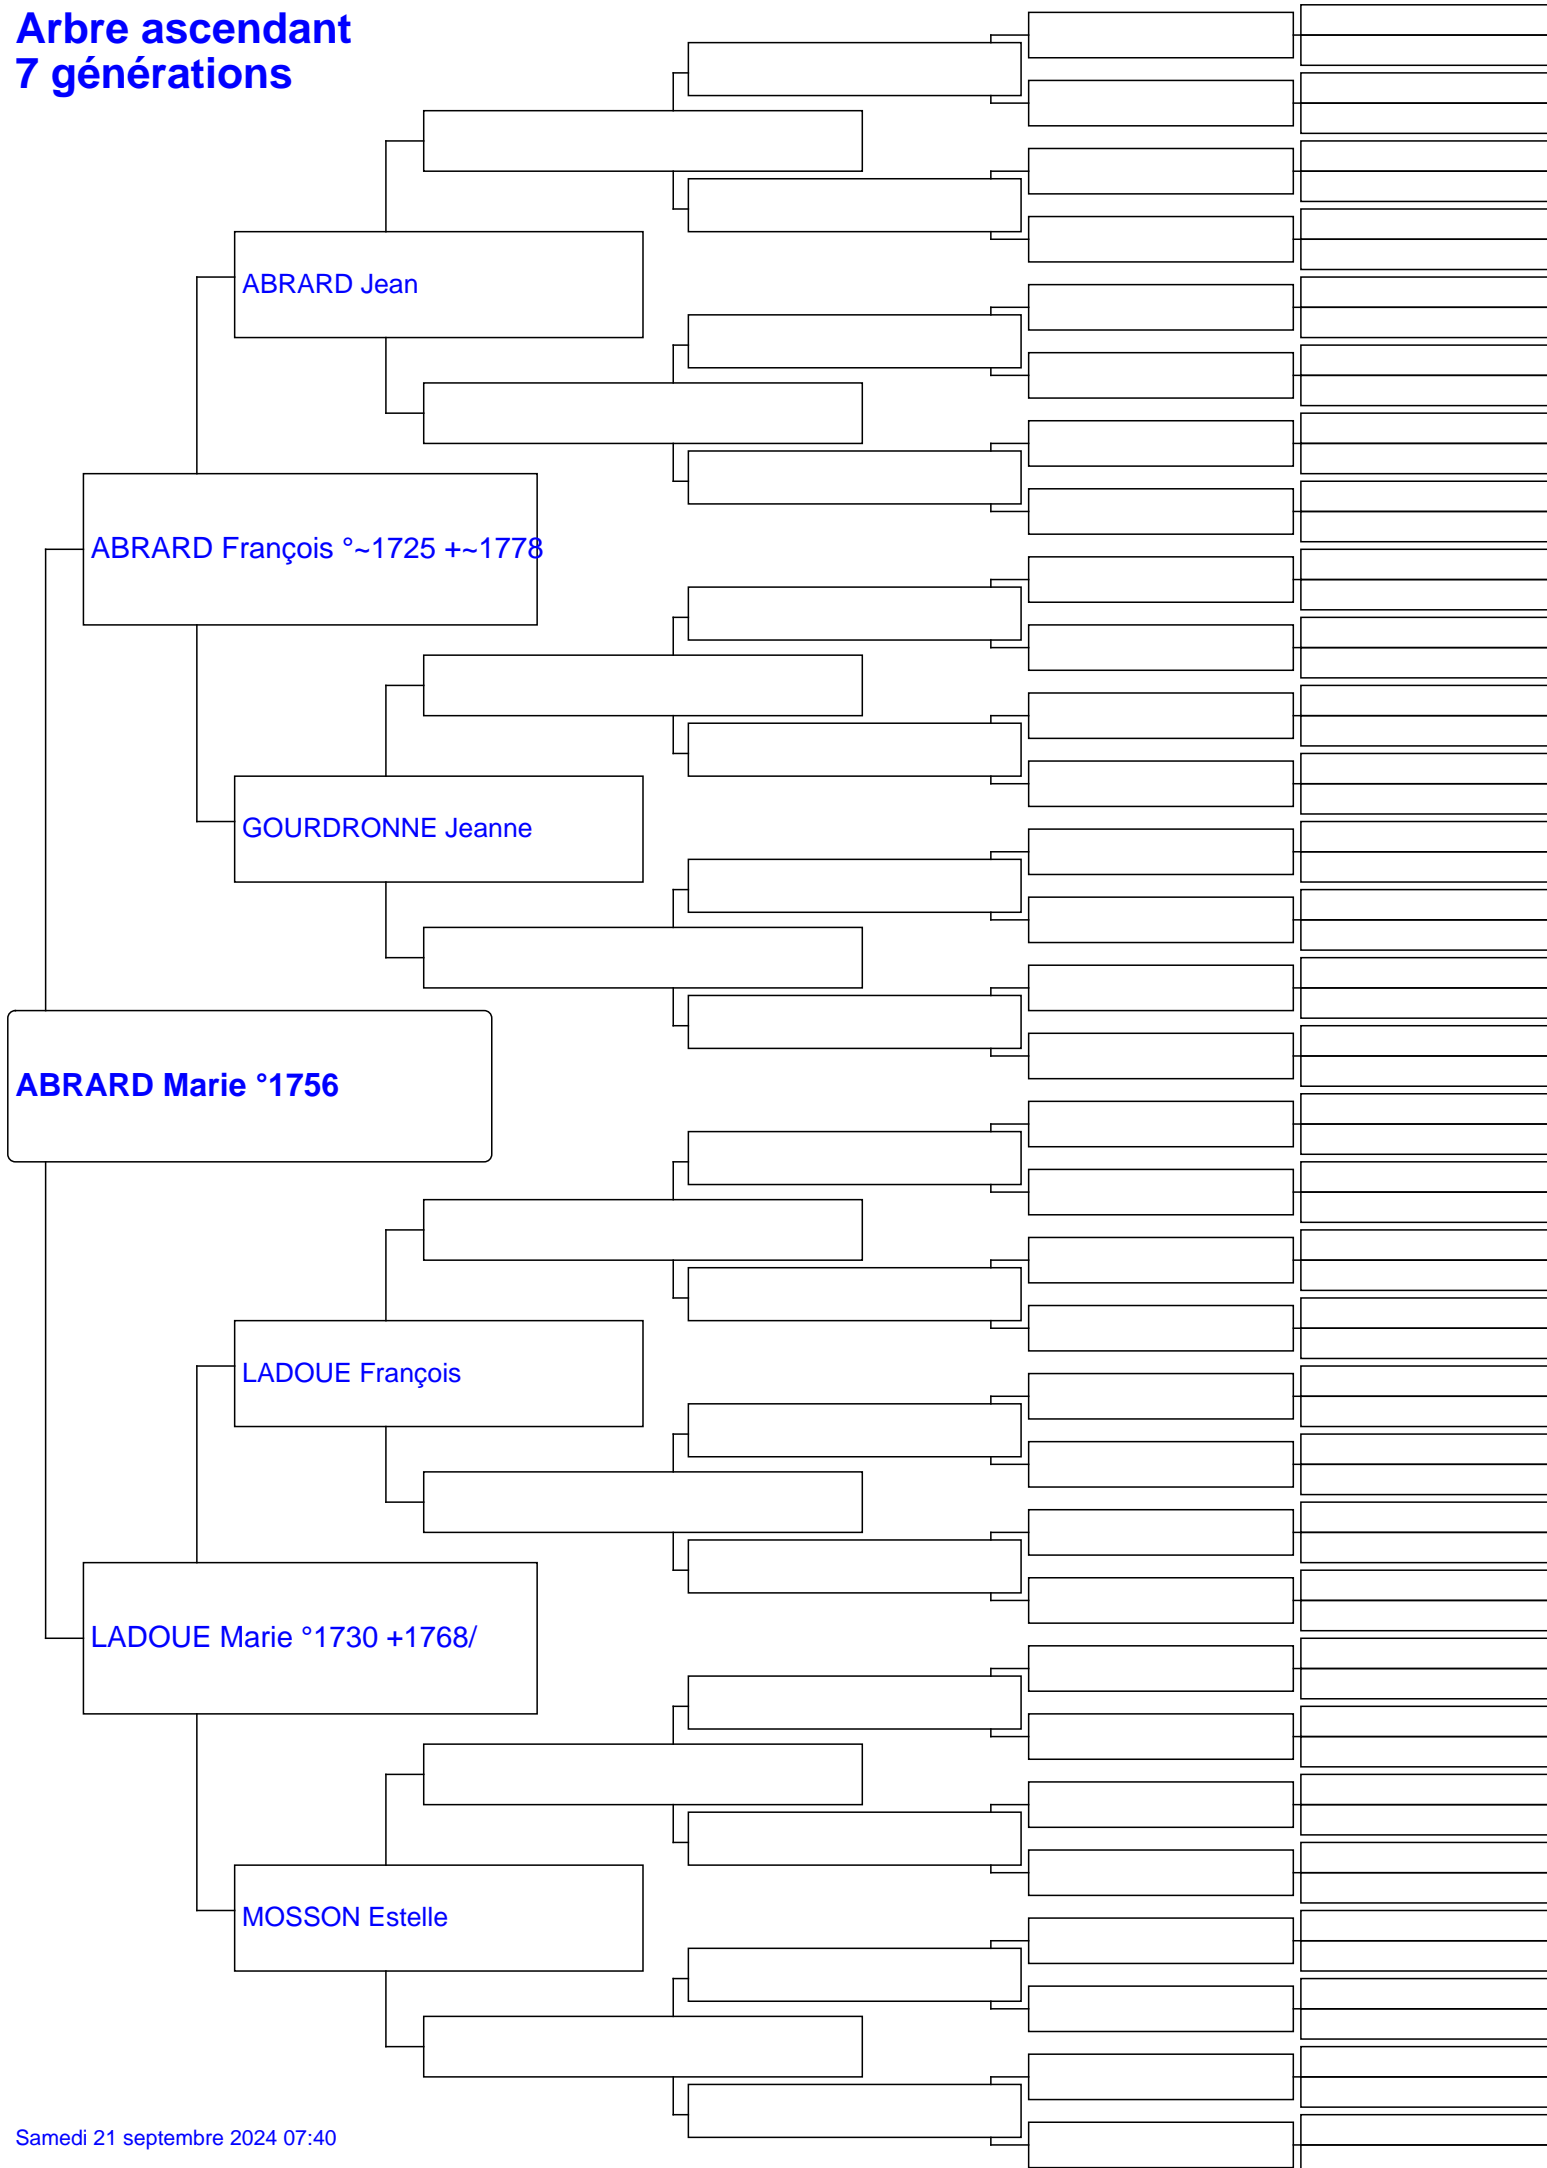 Arbre ascendant
7 générations
ABRARD Jean
ABRARD François °~1725 +~1778
GOURDRONNE Jeanne
ABRARD Marie °1756
LADOUE François
LADOUE Marie °1730 +1768/
MOSSON Estelle
Samedi 21 septembre 2024 07:40